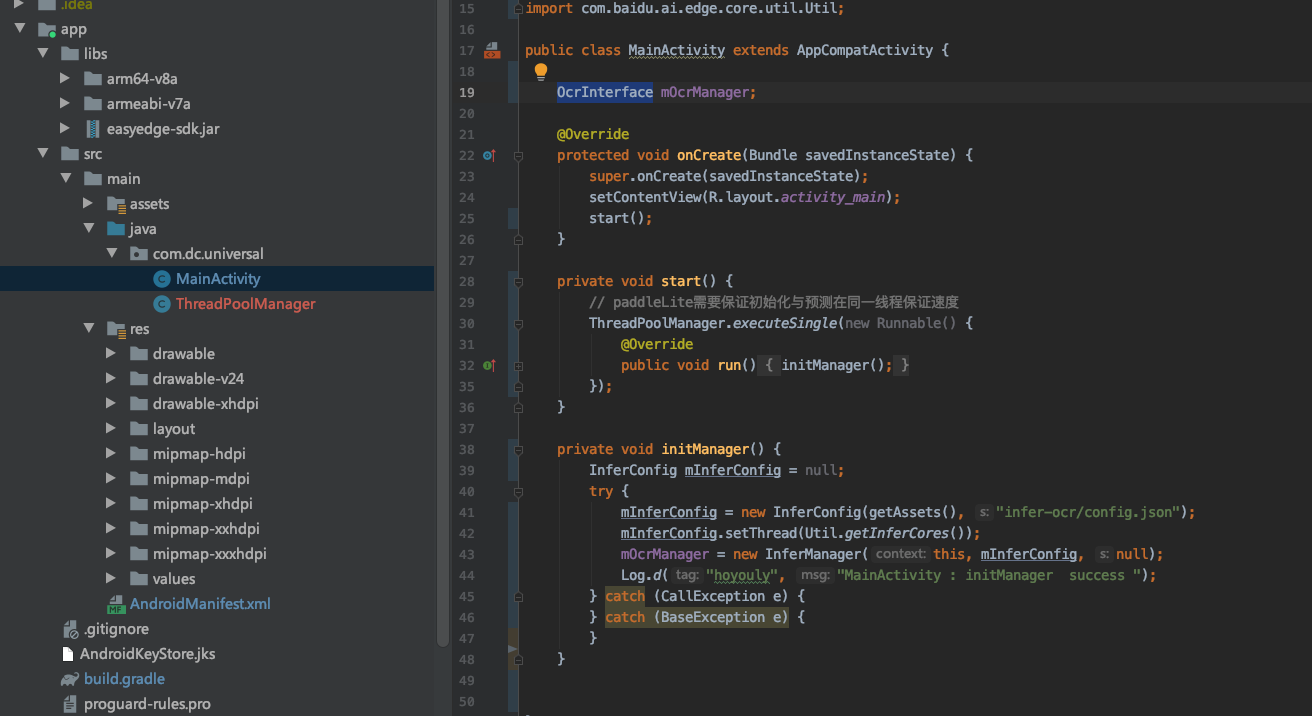 .idea
app
libs
arm64-v8a
armeabi-v7a
easyedge-sdk.jar
src
main
assets
java
com.dc.universal
MainActivity
ThreadPoolManager
res
drawable
drawable-v24
drawable-xhdpi
layout
mipmap-hdpi
mipmap-mdpi
mipmap-xhdpi
mipmap-xxhdpi
mipmap-xxxhdpi
values
AndroidManifest.xml
.gitignore
AndroidKeyStore.jks
build.gradle
proguard-rules.pro
15 import com.baidu.ai.edge.core.util.Util;
16
17 public class MainActivity extends AppCompatActivity {
18
19 OcrInterface mOcrManager;
20
21 @Override
22 protected void onCreate(Bundle savedInstanceState) {
23 super.onCreate(savedInstanceState);
24 setContentView(R.layout.activity_main);
25 start();
26 }
27
28 private void start() {
29 // paddleLite需要保证初始化与预测在同一线程保证速度
30 ThreadPoolManager.executeSingle(new Runnable() {
31 @Override
32 public void run() { initManager(); }
35 });
36 }
37
38 private void initManager() {
39 InferConfig mInferConfig = null;
40 try {
41 mInferConfig = new InferConfig(getAssets(), s: "infer-ocr/config.json");
42 mInferConfig.setThread(Util.getInferCores());
43 mOcrManager = new InferManager( context: this, mInferConfig, s: null);
44 Log.d( tag: "hoyouly", msg: "MainActivity : initManager  success ");
45 } catch (CallException e) {
46 } catch (BaseException e) {
47 }
48 }
49
50